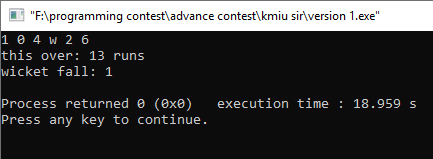 "F:\programming contest\advance contest\kmiu sir\version 1.exe"
1 0 4 w 2 6
this over: 13 runs
wicket fall: 1
Process returned 0 (0x0)   execution time : 18.959 s
Press any key to continue.